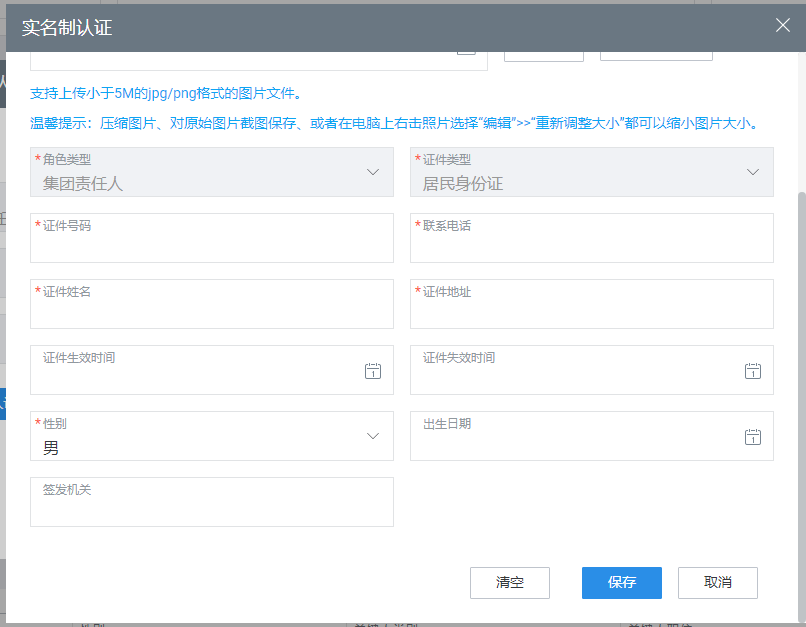 实名制认证
支持上传小于5M的jpg/png格式的图片文件。
温馨提示：压缩图片、对原始图片截图保存、或者在电脑上右击照片选择“编辑”>>“重新调整大小”都可以缩小图片大小。
*角色类型 *证件类型
集团责任人 居民身份证
*证件号码 *联系电话
*证件姓名 *证件地址
证件生效时间 证件失效时间
*性别 出生日期
男
签发机关
清空 保存 取消